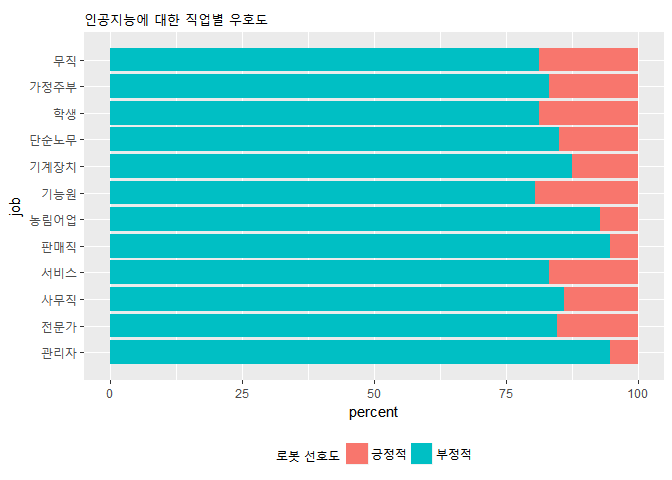 인공지능에 대한 직업별 우호도
무직
가정주부
학생
단순노무
기계장치
기능원
농림어업
판매직
서비스
사무직
전문가
관리자
job
0 25 50 75 100
percent
로봇 선호도 긍정적 부정적